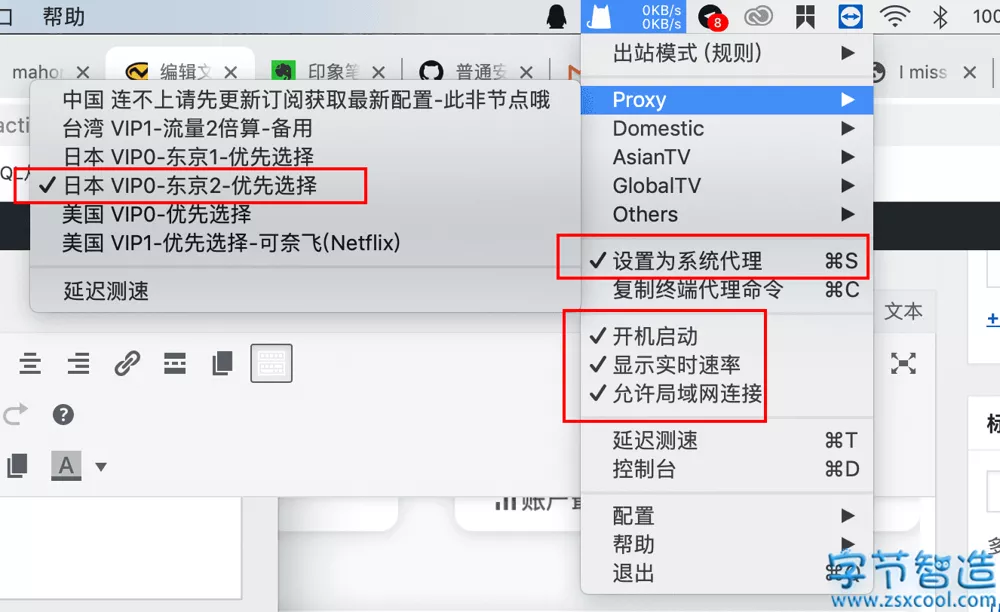 帮助
0KB/s
0KB/s
8
100
mahon
编辑文
印象笔
普通安
I miss
出站模式 (规则)
Proxy
Domestic
AsianTV
GlobalTV
Others
设置为系统代理 ⌘S
复制终端代理命令 ⌘C
开机启动
显示实时速率
允许局域网连接
延迟测速 ⌘T
控制台 ⌘D
配置
帮助
退出
中国 连不上请先更新订阅获取最新配置-此非节点哦
台湾 VIP1-流量2倍算-备用
日本 VIP0-东京1-优先选择
日本 VIP0-东京2-优先选择
美国 VIP0-优先选择
美国 VIP1-优先选择-可奈飞(Netflix)
延迟测速
文本
A
字节智造
www.zsxcool.com